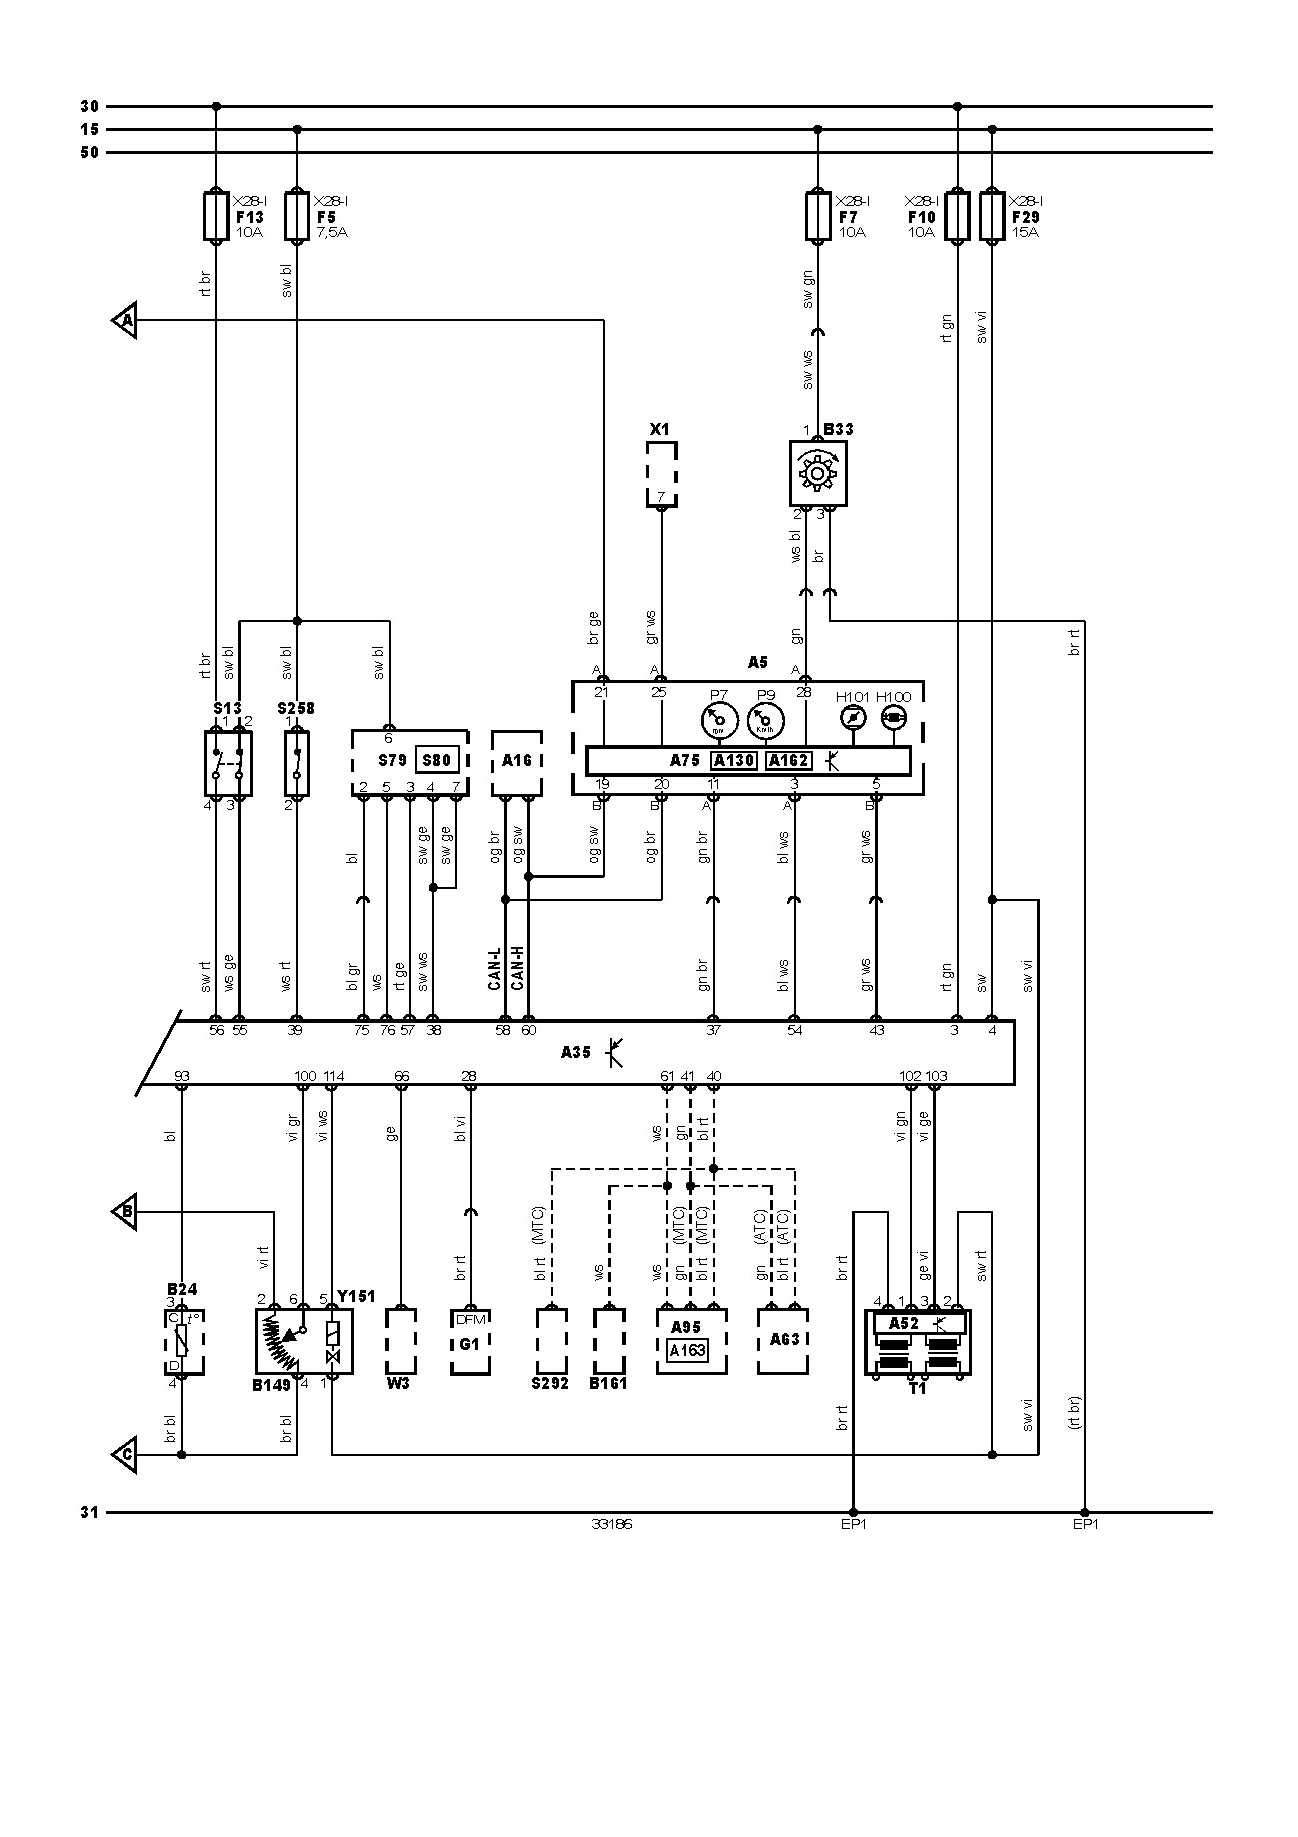 30
15
50
X28-I X28-I X28-I X28-I X28-I
F13 F5 F7 F10 F29
10A 7,5A 10A 10A 15A
rt br sw bl sw gn rt gn sw vi
A
sw ws
X1 1 B33
7
2 3
ws bl br
br ge gr ws gn br rt
rt br sw bl sw bl sw bl
A A A5 A
21 25 28
P7 P9 H101 H100
rpm Km/h
S13 S258
1 2 1
6
S79 S80 A16 A75 A130 A162
2 5 3 4 7 19 20 11 3 5
4 3 2 B B A A B
bl sw ge sw ge og br og sw og sw og br gn br bl ws gr ws
sw rt ws ge ws rt bl gr ws rt ge sw ws CAN-L CAN-H gn br bl ws gr ws rt gn sw sw vi
56 55 39 75 76 57 38 58 60 37 54 43 3 4
A35
93 100 114 66 28 61 41 40 102 103
bl vi gr vi ws ge bl vi ws gn bl rt vi gn vi ge
B
vi rt br rt bl rt (MTC) ws ws gn (MTC) bl rt (MTC) gn (ATC) bl rt (ATC) br rt ge vi sw rt
B24 Y151
3 2 6 5 4 1 3 2
C t° DFM
G1 A95 A63 A52
A163
D
4 B149 4 1 W3 S292 B161 T1
br bl br bl br rt sw vi (rt br)
C
31
33186 EP1 EP1